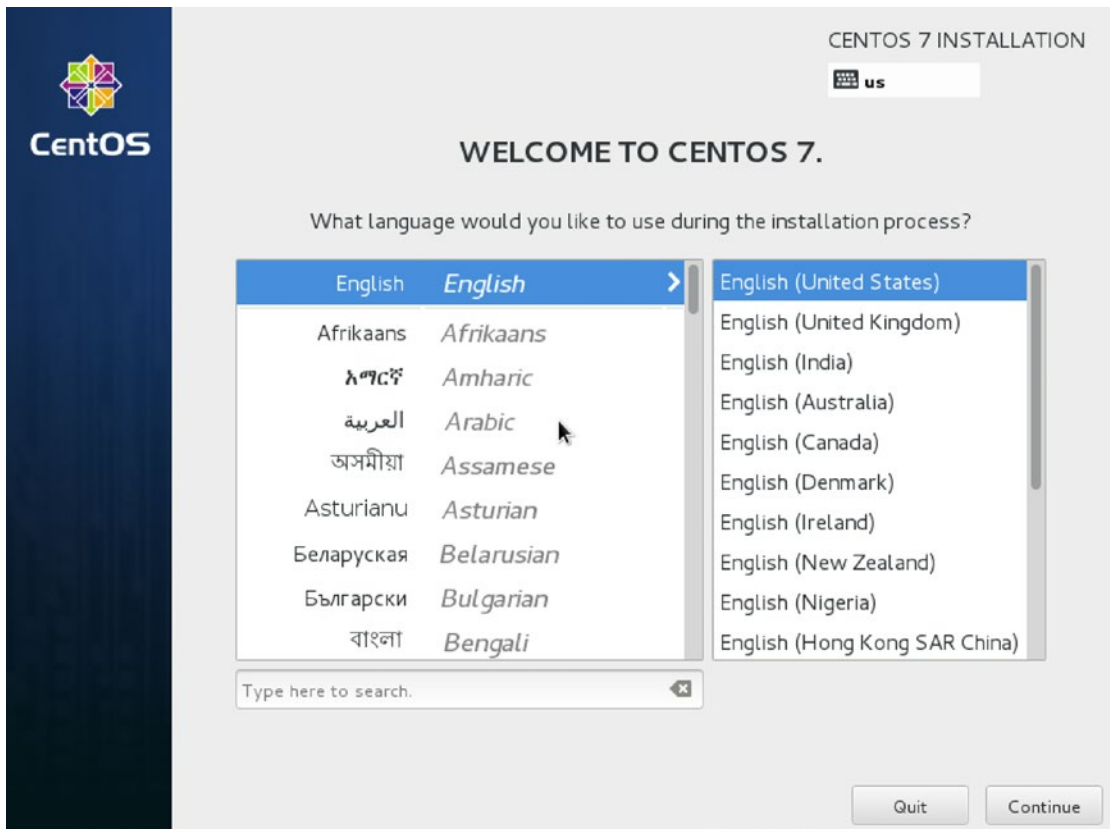 CentOS
CENTOS 7 INSTALLATION
us
WELCOME TO CENTOS 7.
What language would you like to use during the installation process?
English English
Afrikaans Afrikaans
አማርኛ Amharic
العربية Arabic
অসমীয়া Assamese
Asturianu Asturian
Беларуская Belarusian
Български Bulgarian
বাংলা Bengali
English (United States)
English (United Kingdom)
English (India)
English (Australia)
English (Canada)
English (Denmark)
English (Ireland)
English (New Zealand)
English (Nigeria)
English (Hong Kong SAR China)
Type here to search.
Quit Continue